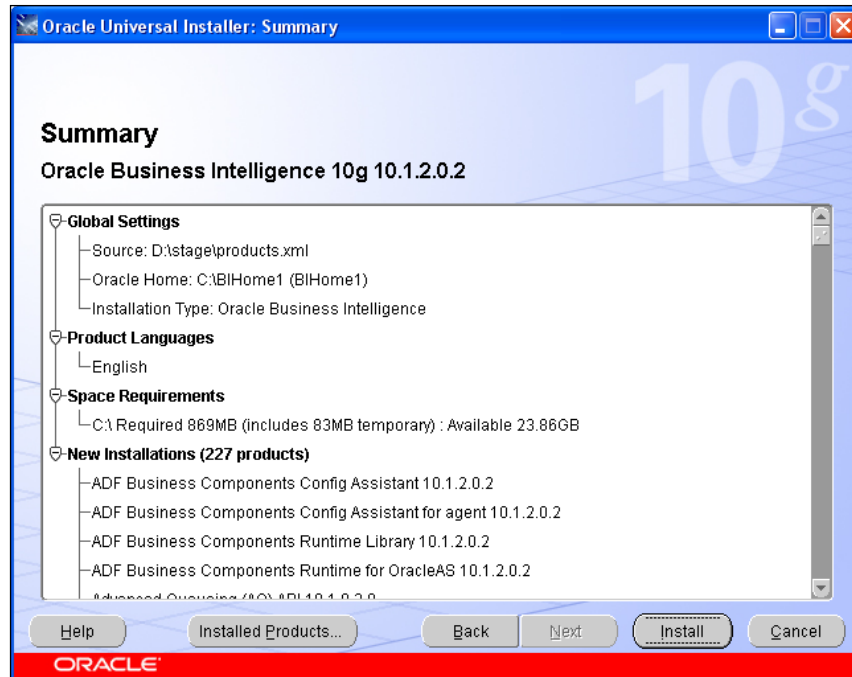 Oracle Universal Installer: Summary
10g
Summary
Oracle Business Intelligence 10g 10.1.2.0.2
Global Settings
Source: D:\stage\products.xml
Oracle Home: C:\BIHome1 (BIHome1)
Installation Type: Oracle Business Intelligence
Product Languages
English
Space Requirements
C:\ Required 869MB (includes 83MB temporary) : Available 23.86GB
New Installations (227 products)
ADF Business Components Config Assistant 10.1.2.0.2
ADF Business Components Config Assistant for agent 10.1.2.0.2
ADF Business Components Runtime Library 10.1.2.0.2
ADF Business Components Runtime for OracleAS 10.1.2.0.2
Advanced Queueing (AQ) API
Help Installed Products... Back Next Install Cancel
ORACLE